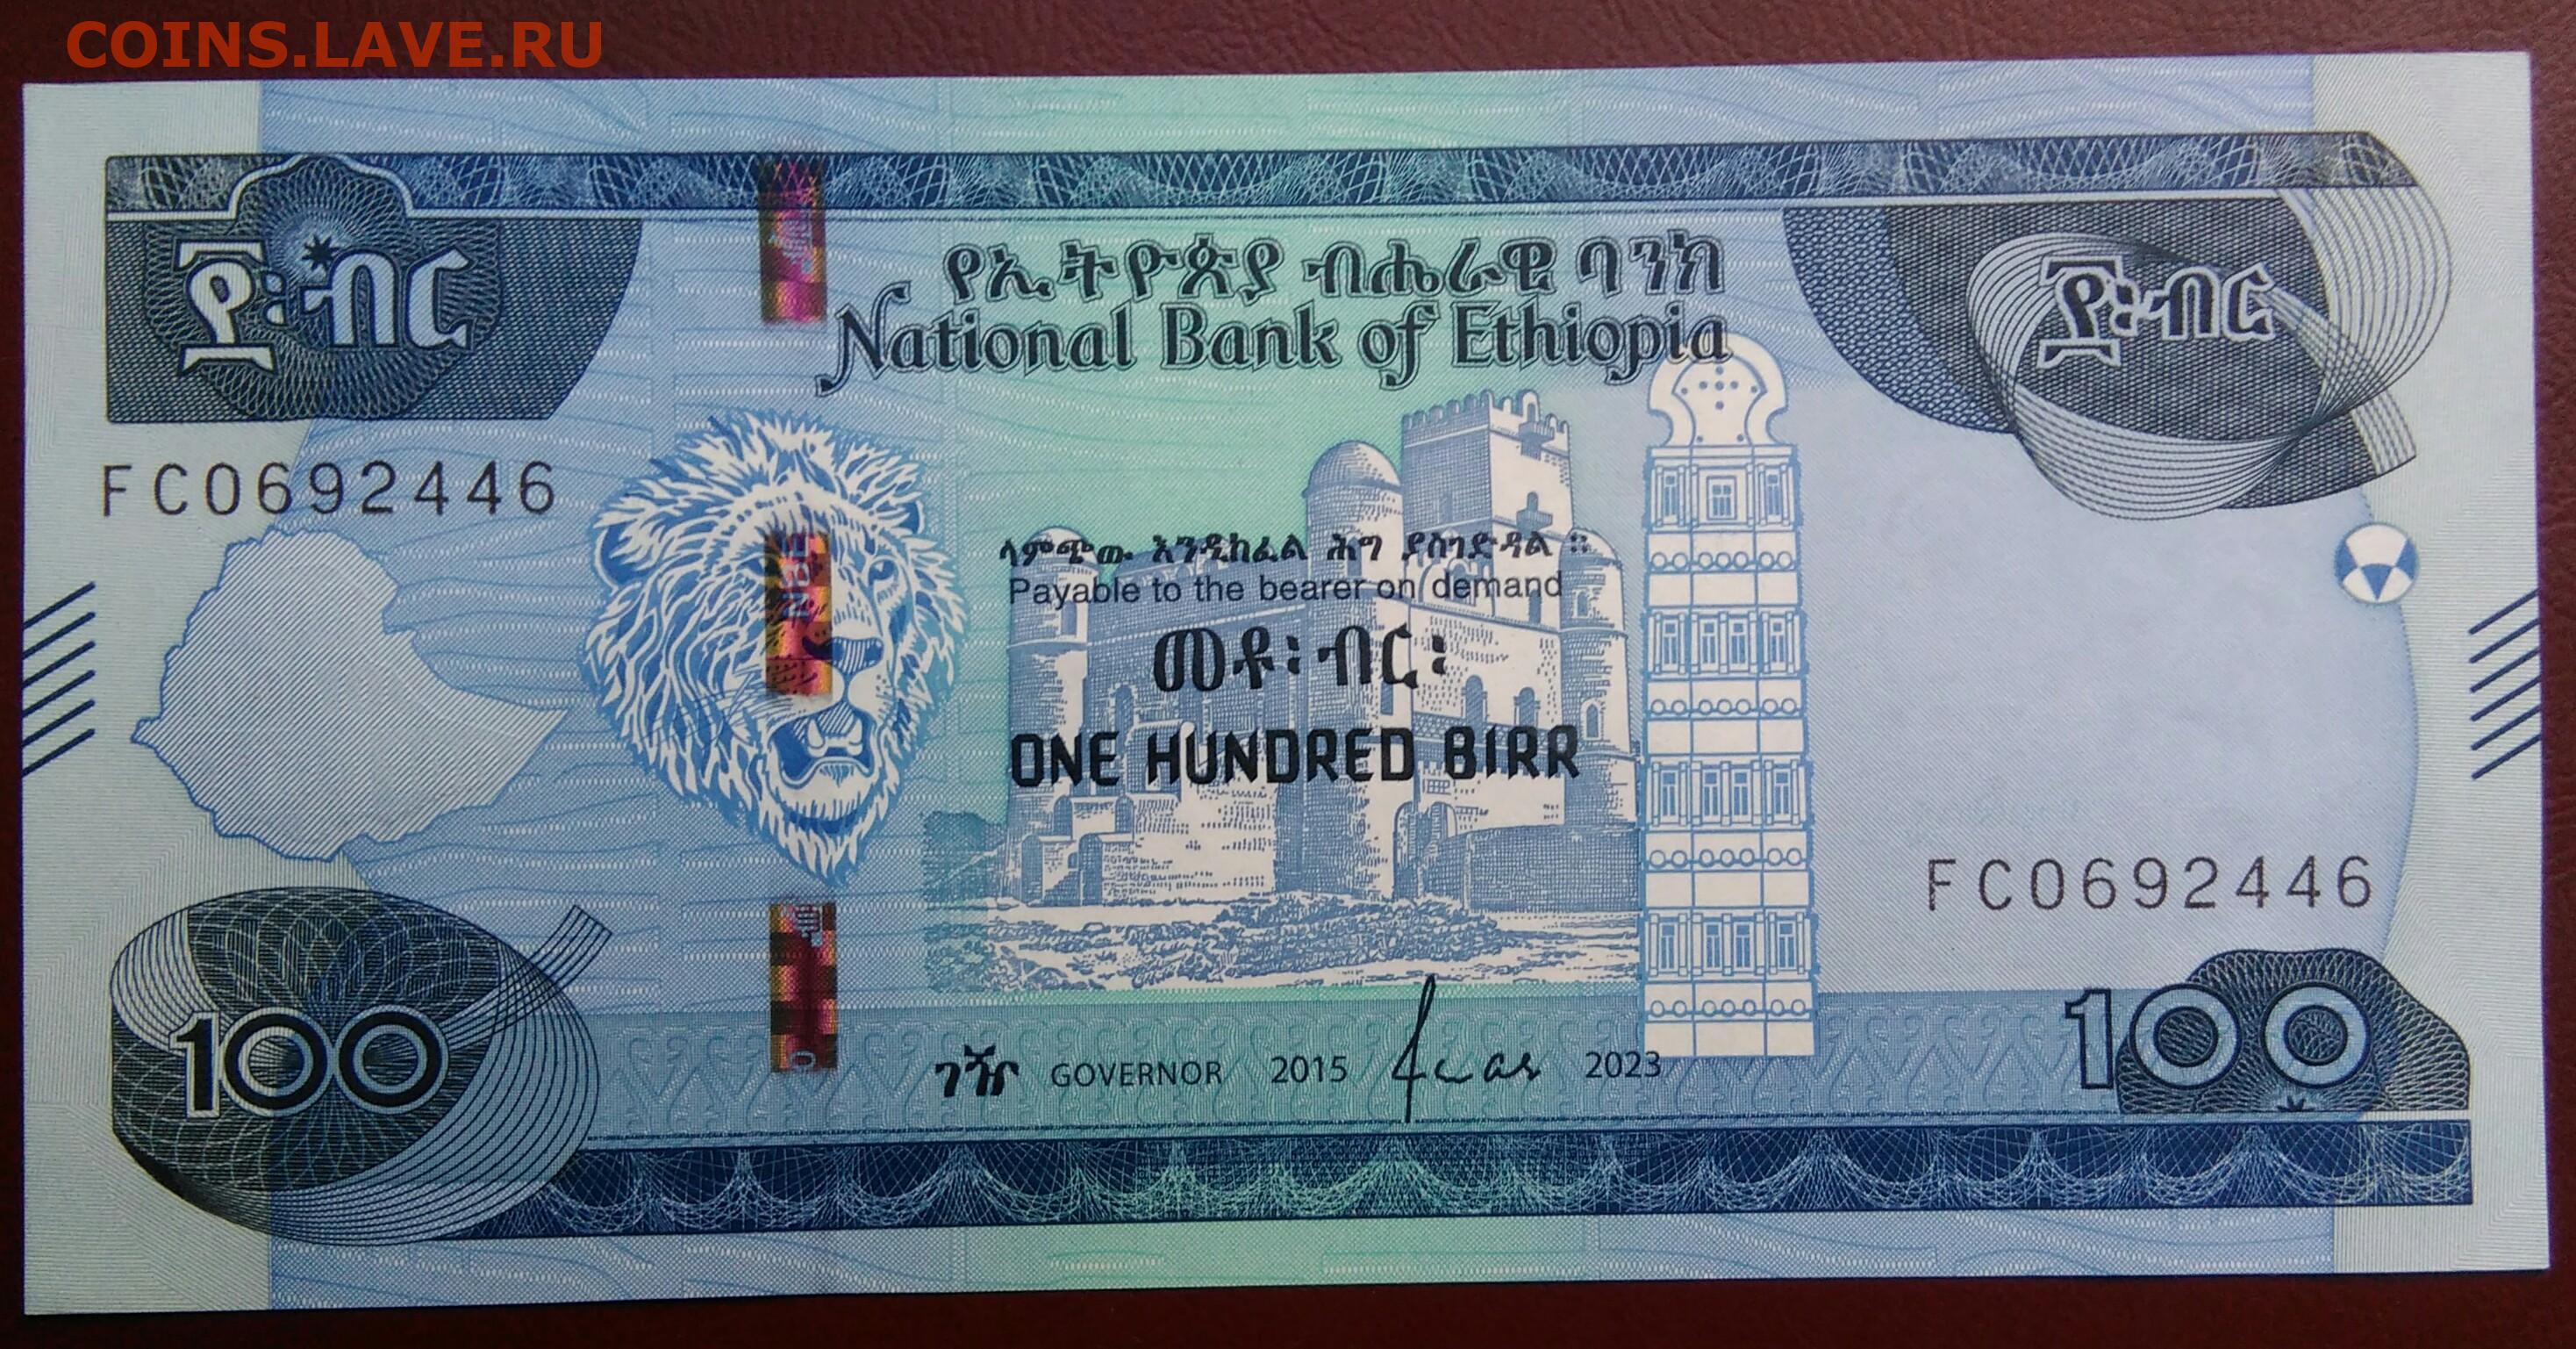 COINS.LAVE.RU
፻፡ብር
፻፡ብር
የኢትዮጵያ ብሔራዊ ባንክ
National Bank of Ethiopia
FC0692446
ላምጭው እንዲከፈል ሕግ ያስገድዳል ።
Payable to the bearer on demand
መቶ፡ብር፡
ONE HUNDRED BIRR
FC0692446
100
ገዥ GOVERNOR 2015 2023
100